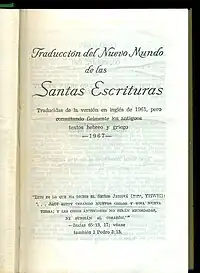 Traducción del Nuevo Mundo
de las
Santas Escrituras
Traducidas de la versión en inglés de 1961, pero
consultando fielmente los antiguos
textos hebreo y griego
—1967—
"Esto es lo que ha dicho el Señor Jehová
'. . . ¡aquí estoy creando nuevos cielos y una nueva
tierra; y las cosas anteriores no serán recordadas,
ni subirán al corazón.'"
—Isaías 65:13, 17; véase
también 2 Pedro 3:13.